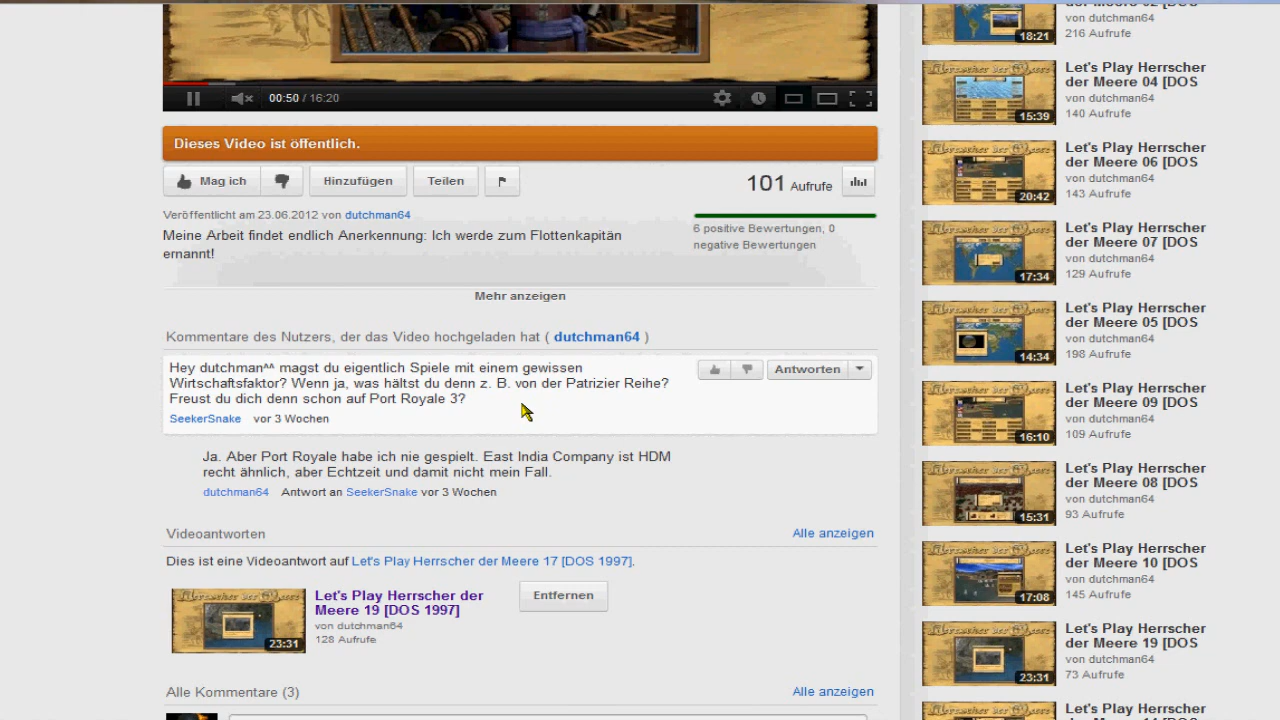 00:50 / 16:20
Dieses Video ist öffentlich.
Mag ich
Hinzufügen
Teilen
101 Aufrufe
Veröffentlicht am 23.06.2012 von dutchman64
Meine Arbeit findet endlich Anerkennung: Ich werde zum Flottenkapitän
ernannt!
6 positive Bewertungen, 0
negative Bewertungen
Mehr anzeigen
Kommentare des Nutzers, der das Video hochgeladen hat ( dutchman64 )
Hey dutchman^^ magst du eigentlich Spiele mit einem gewissen
Wirtschaftsfaktor? Wenn ja, was hältst du denn z. B. von der Patrizier Reihe?
Freust du dich denn schon auf Port Royale 3?
Antworten
SeekerSnake vor 3 Wochen
Ja. Aber Port Royale habe ich nie gespielt. East India Company ist HDM
recht ähnlich, aber Echtzeit und damit nicht mein Fall.
dutchman64 Antwort an SeekerSnake vor 3 Wochen
Videoantworten
Alle anzeigen
Dies ist eine Videoantwort auf Let's Play Herrscher der Meere 17 [DOS 1997].
23:31
Let's Play Herrscher der
Meere 19 [DOS 1997]
von dutchman64
128 Aufrufe
Entfernen
Alle Kommentare (3)
Alle anzeigen
18:21
von dutchman64
216 Aufrufe
15:39
Let's Play Herrscher
der Meere 04 [DOS
von dutchman64
140 Aufrufe
20:42
Let's Play Herrscher
der Meere 06 [DOS
von dutchman64
143 Aufrufe
17:34
Let's Play Herrscher
der Meere 07 [DOS
von dutchman64
129 Aufrufe
14:34
Let's Play Herrscher
der Meere 05 [DOS
von dutchman64
198 Aufrufe
16:10
Let's Play Herrscher
der Meere 09 [DOS
von dutchman64
109 Aufrufe
15:31
Let's Play Herrscher
der Meere 08 [DOS
von dutchman64
93 Aufrufe
17:08
Let's Play Herrscher
der Meere 10 [DOS
von dutchman64
145 Aufrufe
23:31
Let's Play Herrscher
der Meere 19 [DOS
von dutchman64
73 Aufrufe
Let's Play Herrscher